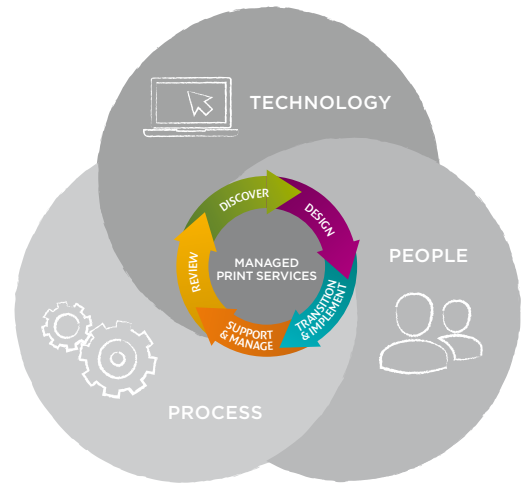 TECHNOLOGY
DISCOVER
DESIGN
PEOPLE
MANAGED
PRINT SERVICES
REVIEW
TRANSITION
& IMPLEMENT
SUPPORT
& MANAGE
PROCESS